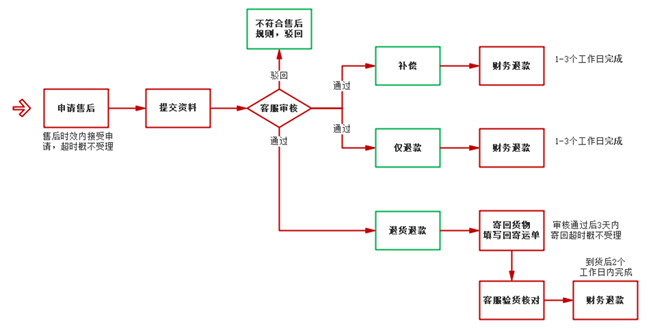 不符合售后
规则，驳回
驳回
补偿
财务退款
1-3个工作日完成
通过
申请售后
提交资料
客服审核
售后时效内接受申
请，超时概不受理
通过
通过
仅退款
财务退款
1-3个工作日完成
退货退款
寄回货物
填写回寄运单
审核通过后3天内
寄回超时概不受理
到货后2个
工作日内完成
客服验货核对
财务退款